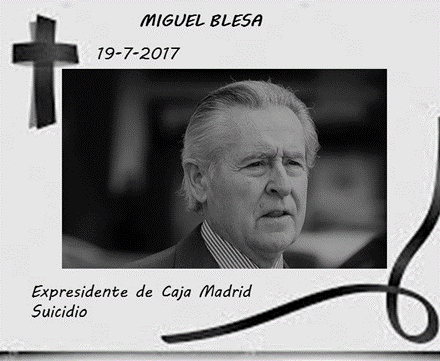 MIGUEL BLESA
19-7-2017
Expresidente de Caja Madrid
Suicidio